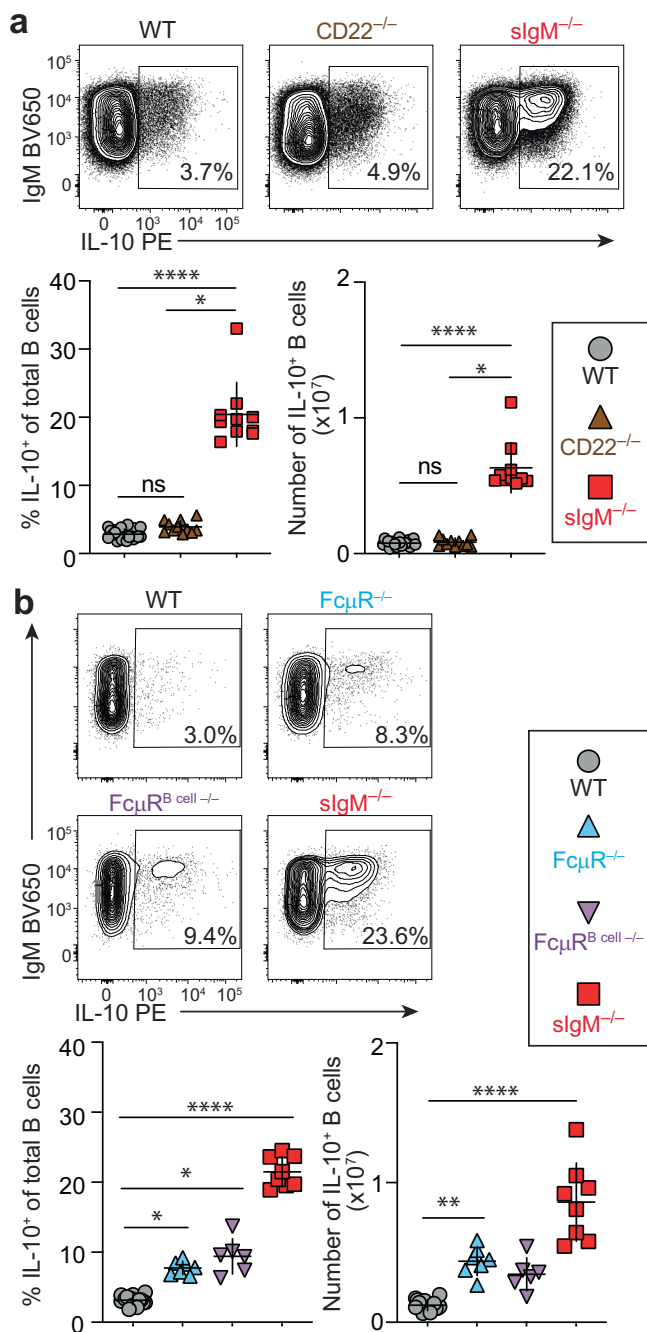 a
WT
CD22−/−
sIgM−/−
IgM BV650
10⁵
10³
0
3.7%
4.9%
22.1%
0 10³ 10⁵
IL-10 PE
% IL-10⁺ of total B cells
40
30
20
10
0
****
*
ns
Number of IL-10⁺ B cells
(x10⁷)
2
1
0
****
*
ns
WT
CD22−/−
sIgM−/−
b
WT
FcµR−/−
3.0%
8.3%
FcµR B cell −/−
sIgM−/−
IgM BV650
10⁵
10⁴
10³
0
9.4%
23.6%
0 10³ 10⁵
IL-10 PE
WT
FcµR−/−
FcµR B cell −/−
sIgM−/−
% IL-10⁺ of total B cells
40
30
20
10
0
****
*
*
Number of IL-10⁺ B cells
(x10⁷)
2
1
0
****
**